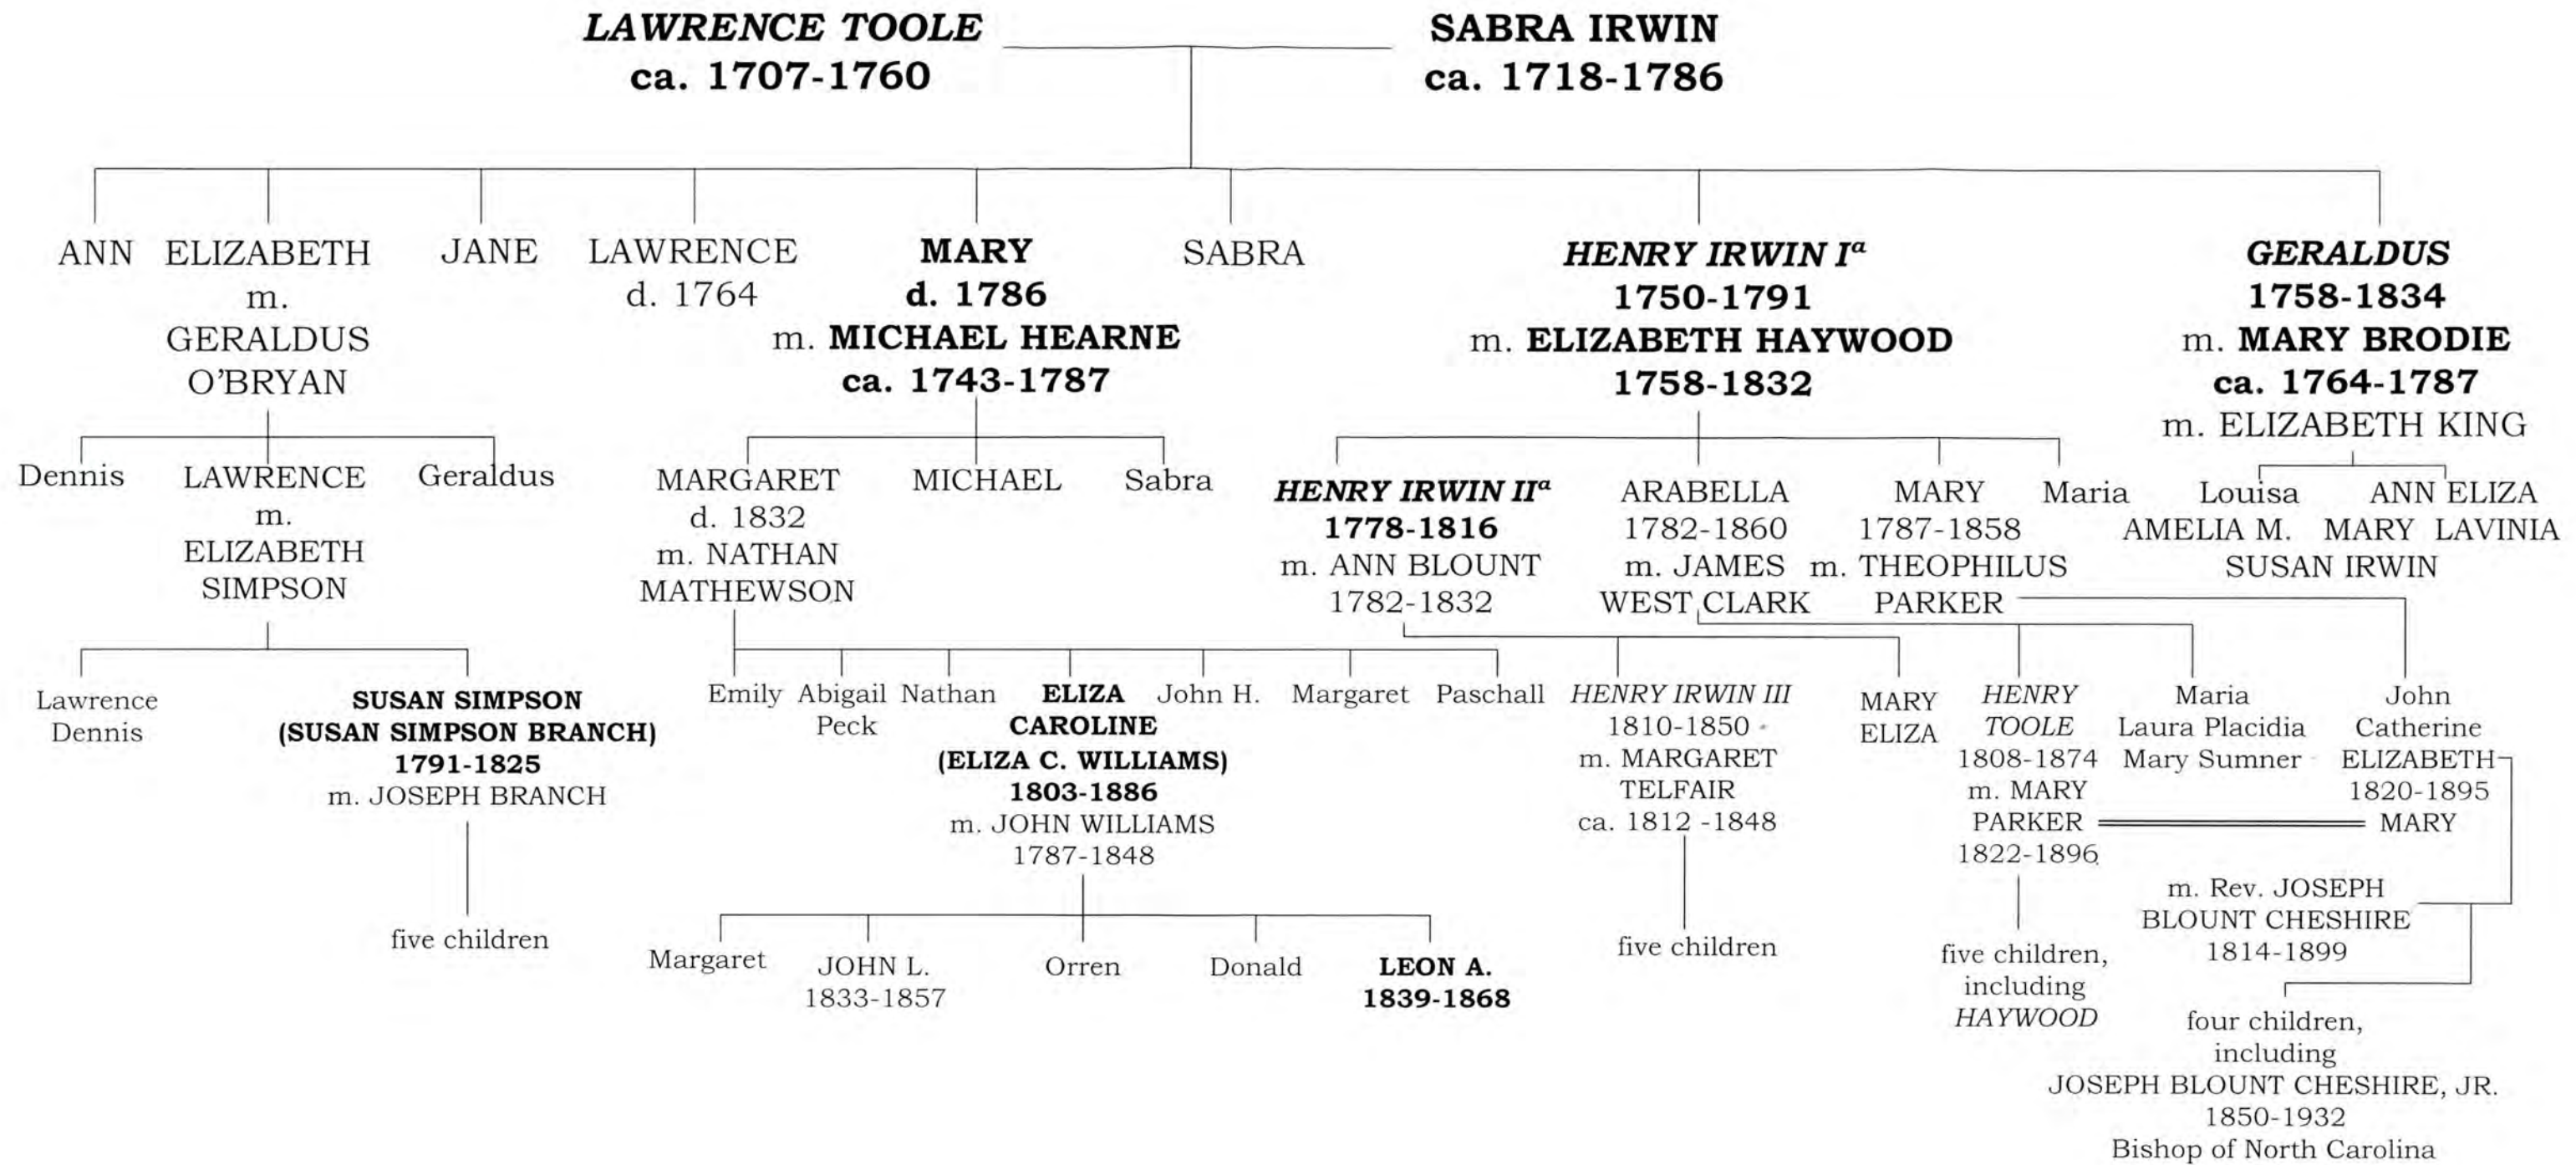 LAWRENCE TOOLE
ca. 1707-1760
SABRA IRWIN
ca. 1718-1786
ANN
ELIZABETH
m.
GERALDUS
O'BRYAN
JANE
LAWRENCE
d. 1764
MARY
d. 1786
m. MICHAEL HEARNE
ca. 1743-1787
SABRA
HENRY IRWIN Iª
1750-1791
m. ELIZABETH HAYWOOD
1758-1832
GERALDUS
1758-1834
m. MARY BRODIE
ca. 1764-1787
m. ELIZABETH KING
Dennis
LAWRENCE
m.
ELIZABETH
SIMPSON
Geraldus
MARGARET
d. 1832
m. NATHAN
MATHEWSON
MICHAEL
Sabra
HENRY IRWIN IIª
1778-1816
m. ANN BLOUNT
1782-1832
ARABELLA
1782-1860
m. JAMES
WEST CLARK
MARY
1787-1858
m. THEOPHILUS
PARKER
Maria
Louisa ANN ELIZA
AMELIA M. MARY LAVINIA
SUSAN IRWIN
Lawrence
Dennis
SUSAN SIMPSON
(SUSAN SIMPSON BRANCH)
1791-1825
m. JOSEPH BRANCH
Emily
Abigail
Peck
Nathan
ELIZA
CAROLINE
(ELIZA C. WILLIAMS)
1803-1886
m. JOHN WILLIAMS
1787-1848
John H.
Margaret
Paschall
HENRY IRWIN III
1810-1850
m. MARGARET
TELFAIR
ca. 1812 -1848
MARY
ELIZA
HENRY
TOOLE
1808-1874
m. MARY
PARKER
1822-1896
Maria
Laura Placidia
Mary Sumner
John
Catherine
ELIZABETH
1820-1895
MARY
m. Rev. JOSEPH
BLOUNT CHESHIRE
1814-1899
five children
Margaret
JOHN L.
1833-1857
Orren
Donald
LEON A.
1839-1868
five children
five children,
including
HAYWOOD
four children,
including
JOSEPH BLOUNT CHESHIRE, JR.
1850-1932
Bishop of North Carolina